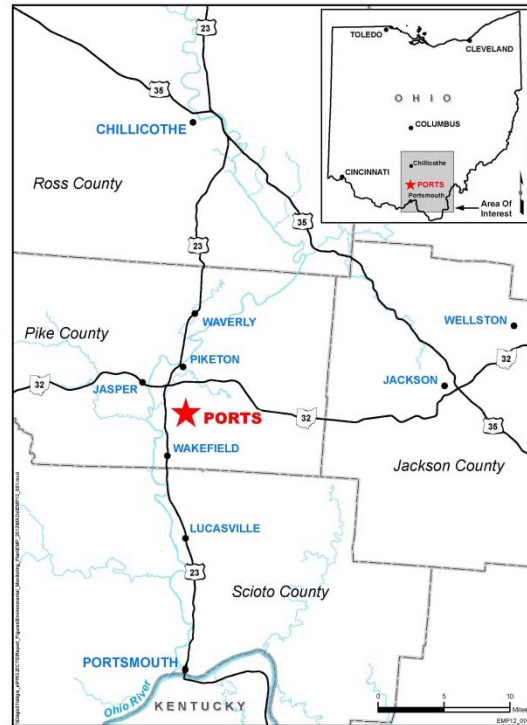 23
35
CHILLICOTHE
Ross County
23
35
Pike County
WAVERLY
PIKETON
JASPER
32
32
PORTS
WAKEFIELD
LUCASVILLE
23
Scioto County
PORTSMOUTH
Ohio River
KENTUCKY
WELLSTON
32
JACKSON
35
Jackson County
TOLEDO
CLEVELAND
OHIO
COLUMBUS
Chillicothe
CINCINNATI
PORTS
Portsmouth
Area Of
Interest
0 5 10
Miles